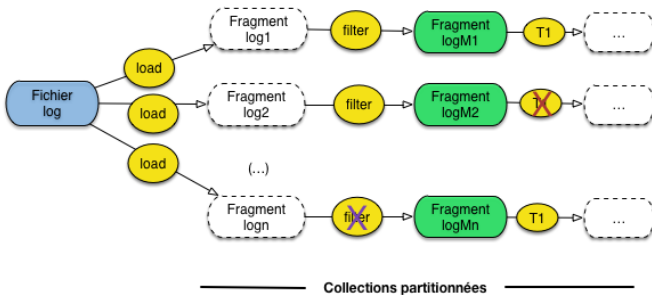 Fragment
log1
filter
Fragment
logM1
T1
...
load
Fichier
log
load
Fragment
log2
filter
Fragment
logM2
...
load
(...)
Fragment
logn
filter
Fragment
logMn
T1
...
Collections partitionnées